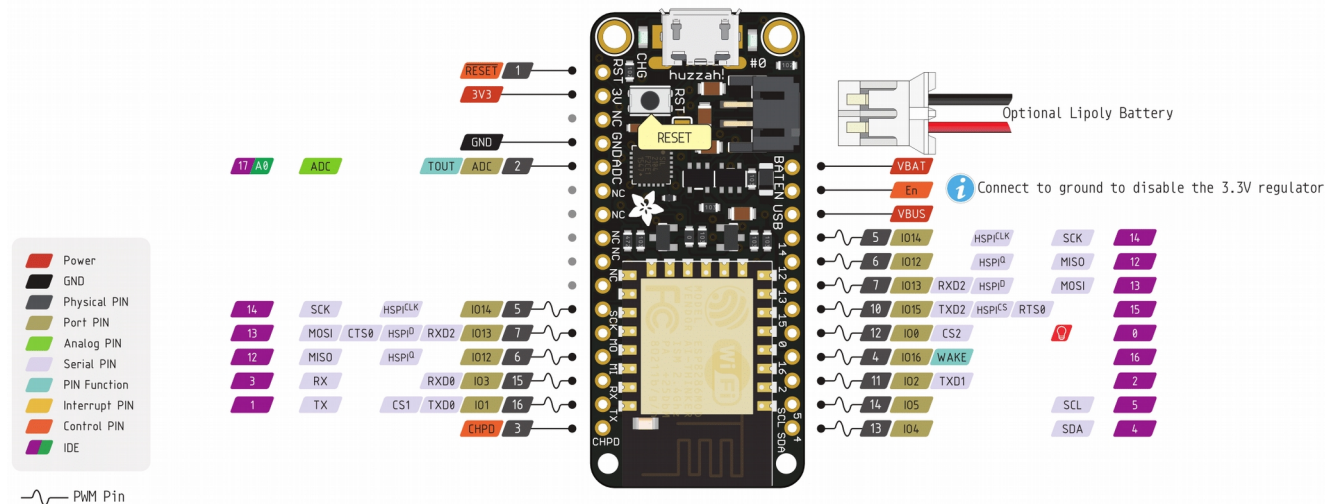 CHG
#0
huzzah!
RST 3V NC GND ADC NC NC NC NC NC SCK MO MI RX TX CHPD
RST
RESET
BAT EN USB 14 12 13 15 0 16 2 SCL 5 SDA 4
WiFi
RESET 1
3V3
GND
17 A0 ADC TOUT ADC 2
14 SCK HSPICLK IO14 5
13 MOSI CTS0 HSPID RXD2 IO13 7
12 MISO HSPIQ IO12 6
3 RX RXD0 IO3 15
1 TX CS1 TXD0 IO1 16
CHPD 3
Optional Lipoly Battery
VBAT
En i Connect to ground to disable the 3.3V regulator
VBUS
5 IO14 HSPICLK SCK 14
6 IO12 HSPIQ MISO 12
7 IO13 RXD2 HSPID MOSI 13
10 IO15 TXD2 HSPICS RTS0 15
12 IO0 CS2 0
4 IO16 WAKE 16
11 IO2 TXD1 2
14 IO5 SCL 5
13 IO4 SDA 4
Power
GND
Physical PIN
Port PIN
Analog PIN
Serial PIN
PIN Function
Interrupt PIN
Control PIN
IDE
PWM Pin